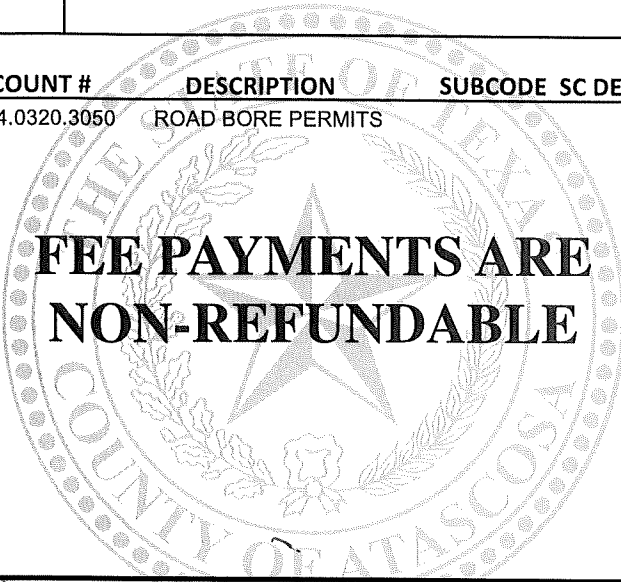 COUNT # DESCRIPTION SUBCODE SC DE
4.0320.3050 ROAD BORE PERMITS
THE STATE OF TEXAS
FEE PAYMENTS ARE
NON-REFUNDABLE
COUNTY OF ATASCOSA